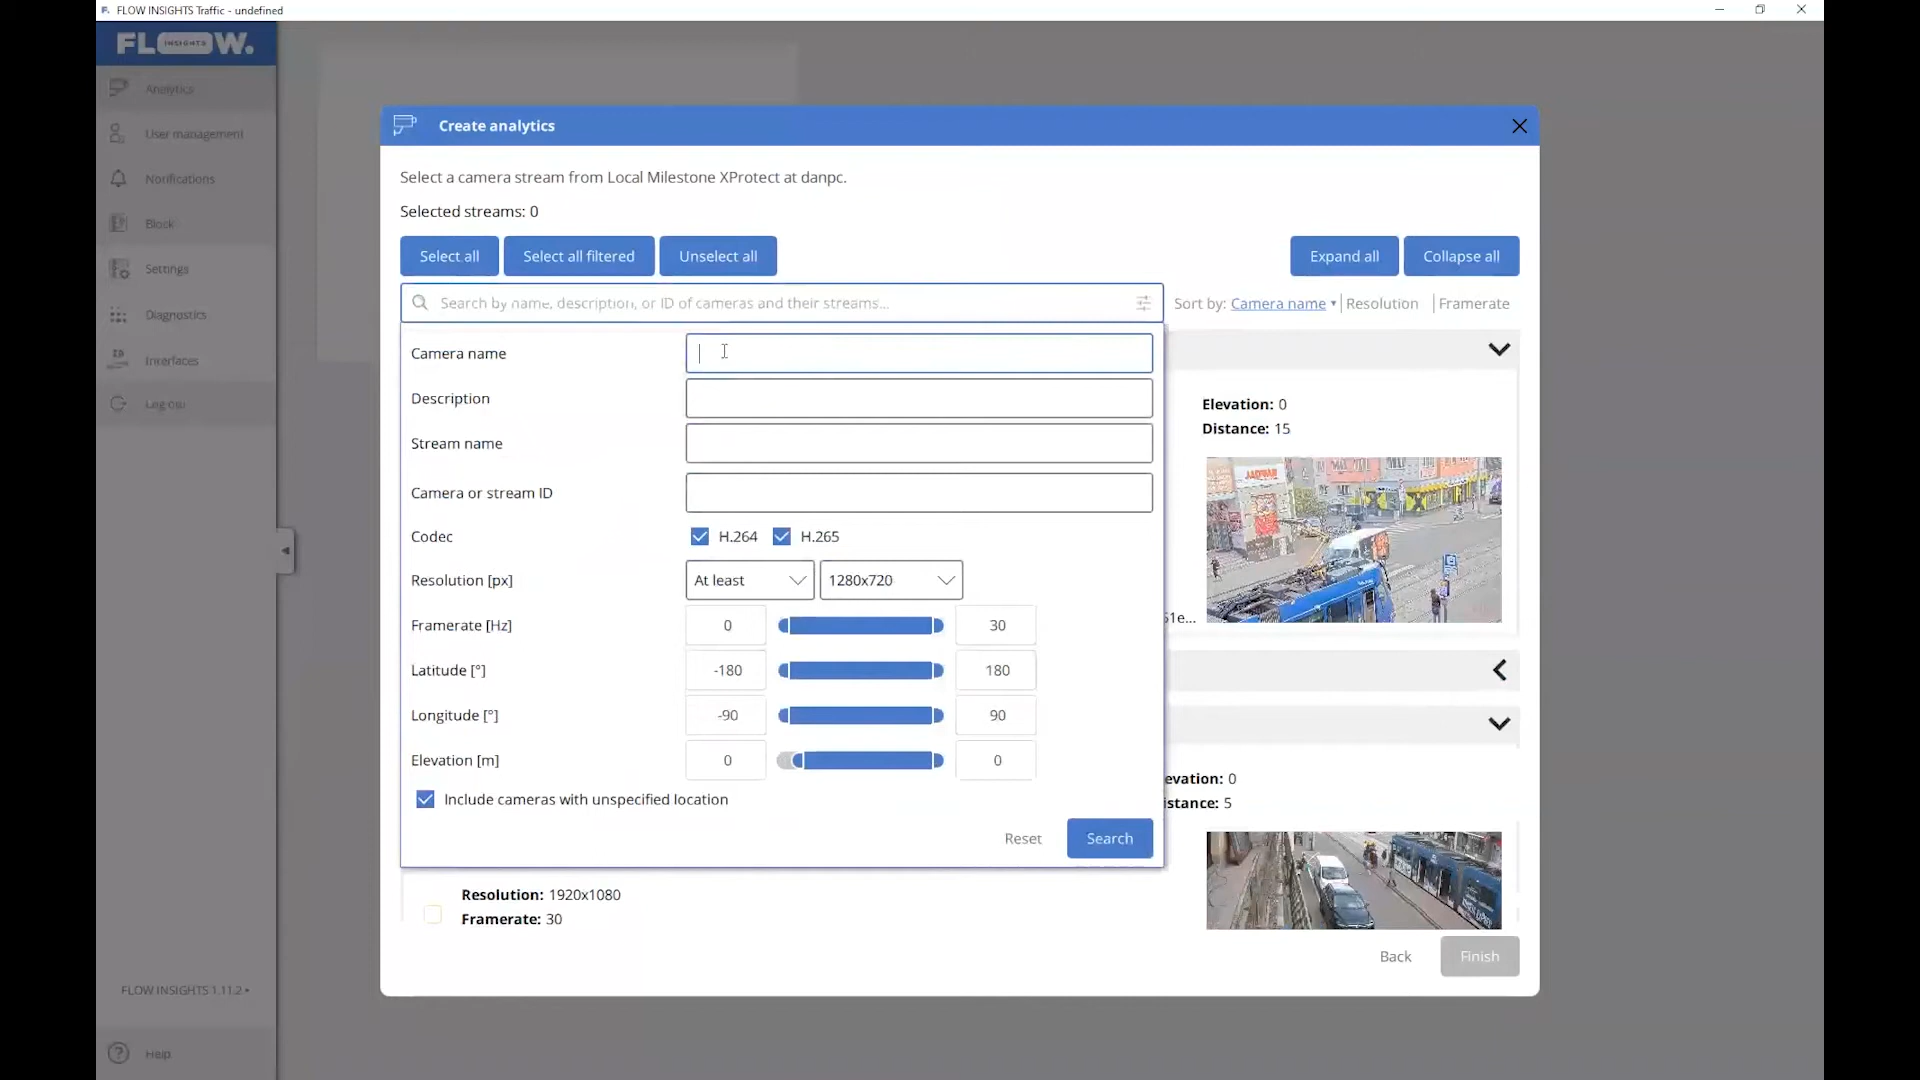 FLOW INSIGHTS Traffic - undefined
FLOW.
INSIGHTS
Analytics
User management
Notifications
Block
Settings
Diagnostics
Interfaces
Log out
FLOW INSIGHTS 1.11.2
Help
Create analytics
Select a camera stream from Local Milestone XProtect at danpc.
Selected streams: 0
Select all Select all filtered Unselect all Expand all Collapse all
Search by name, description, or ID of cameras and their streams... Sort by: Camera name Resolution Framerate
Camera name
Description
Stream name
Camera or stream ID
Codec H.264 H.265
Resolution [px] At least 1280x720
Framerate [Hz] 0 30
Latitude [°] -180 180
Longitude [°] -90 90
Elevation [m] 0 0
Include cameras with unspecified location
Reset Search
Elevation: 0
Distance: 15
51e...
evation: 0
istance: 5
Resolution: 1920x1080
Framerate: 30
Back Finish